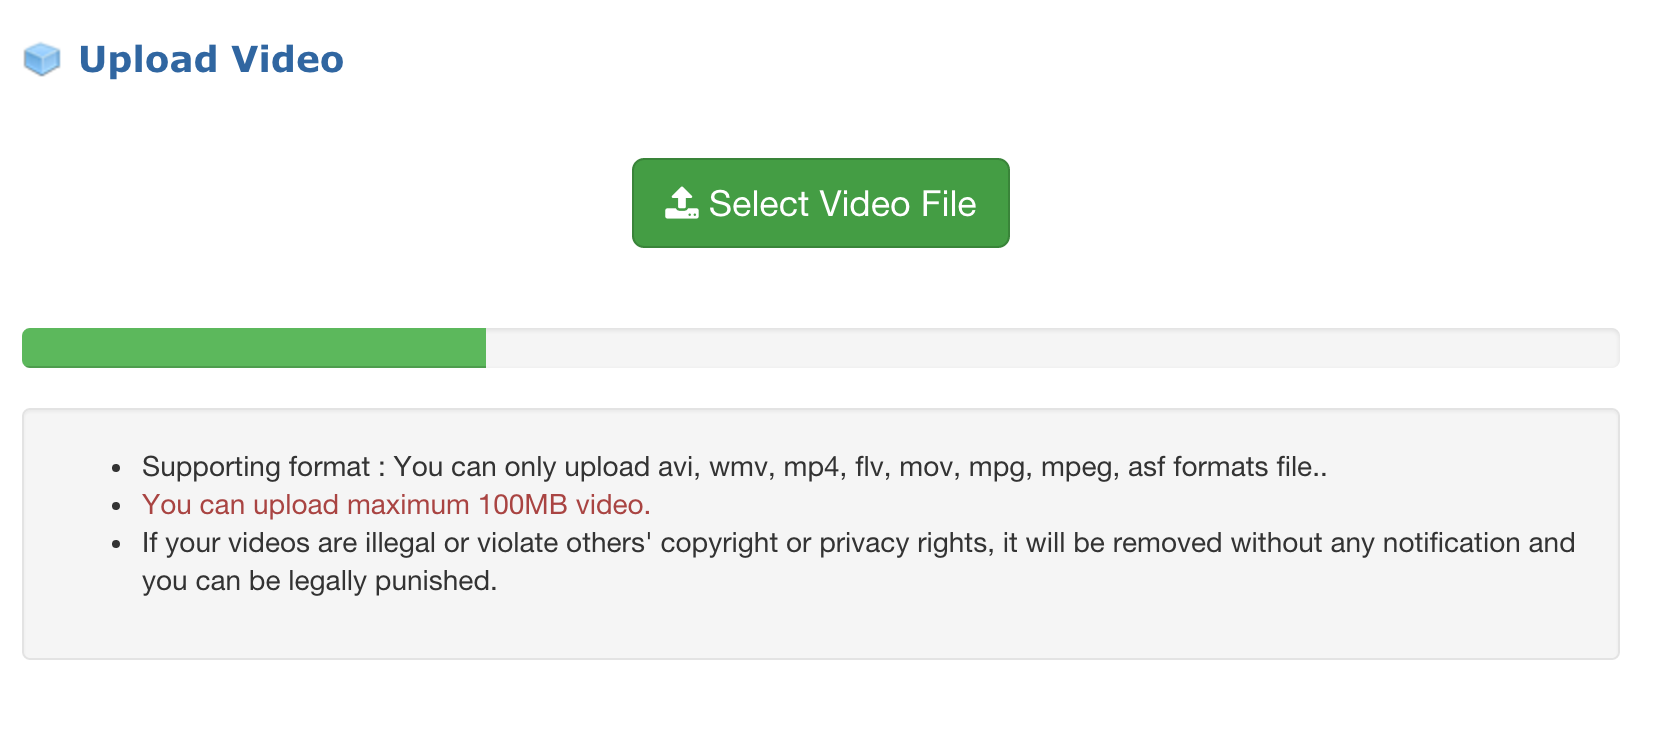 Upload Video
Select Video File
Supporting format : You can only upload avi, wmv, mp4, flv, mov, mpg, mpeg, asf formats file..
You can upload maximum 100MB video.
If your videos are illegal or violate others' copyright or privacy rights, it will be removed without any notification and
you can be legally punished.